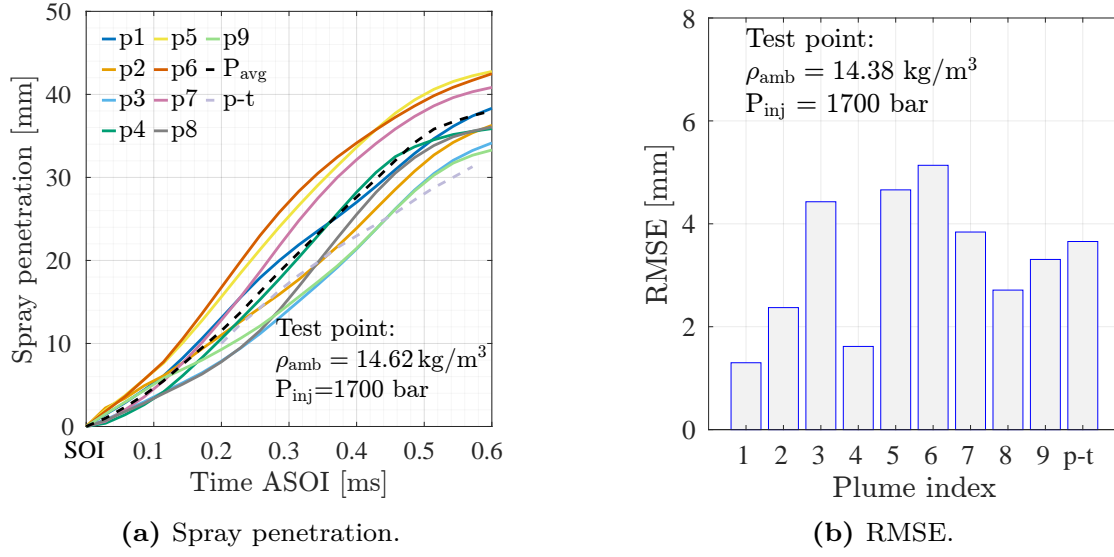 50
40
30
20
10
0
Spray penetration [mm]
p1 p5 p9
p2 p6 P_avg
p3 p7 p-t
p4 p8
Test point:
ρ_amb = 14.62 kg/m³
P_inj=1700 bar
SOI 0.1 0.2 0.3 0.4 0.5 0.6
Time ASOI [ms]
(a) Spray penetration.
8
6
4
2
0
RMSE [mm]
Test point:
ρ_amb = 14.38 kg/m³
P_inj = 1700 bar
1 2 3 4 5 6 7 8 9 p-t
Plume index
(b) RMSE.